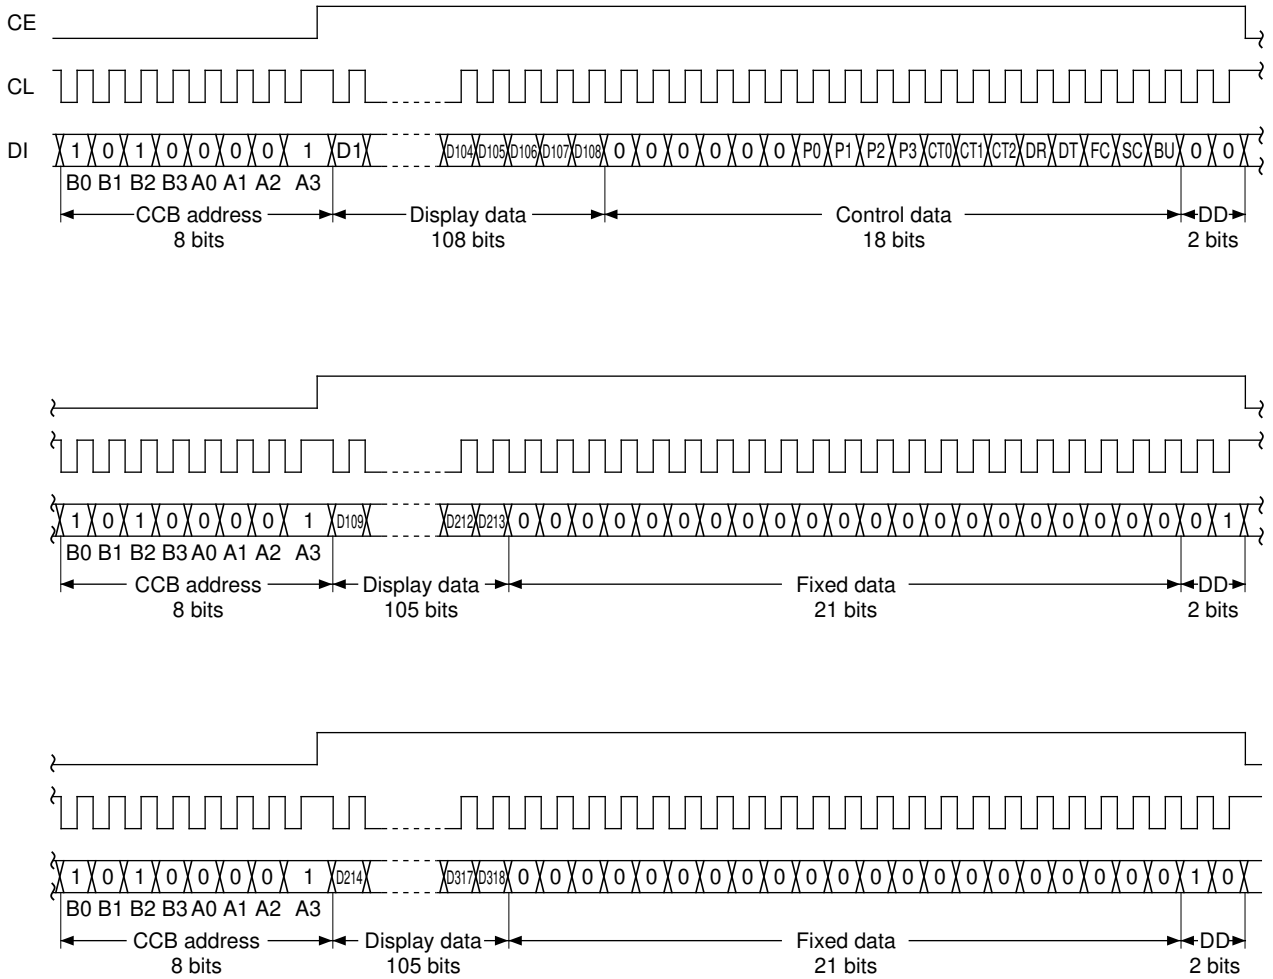 CE
CL
DI 1 0 1 0 0 0 0 1 D1 D104 D105 D106 D107 D108 0 0 0 0 0 0 P0 P1 P2 P3 CT0 CT1 CT2 DR DT FC SC BU 0 0
B0 B1 B2 B3 A0 A1 A2 A3
CCB address Display data Control data DD
8 bits 108 bits 18 bits 2 bits
1 0 1 0 0 0 0 1 D109 D212 D213 0 0 0 0 0 0 0 0 0 0 0 0 0 0 0 0 0 0 0 0 0 0 1
B0 B1 B2 B3 A0 A1 A2 A3
CCB address Display data Fixed data DD
8 bits 105 bits 21 bits 2 bits
1 0 1 0 0 0 0 1 D214 D317 D318 0 0 0 0 0 0 0 0 0 0 0 0 0 0 0 0 0 0 0 0 0 1 0
B0 B1 B2 B3 A0 A1 A2 A3
CCB address Display data Fixed data DD
8 bits 105 bits 21 bits 2 bits